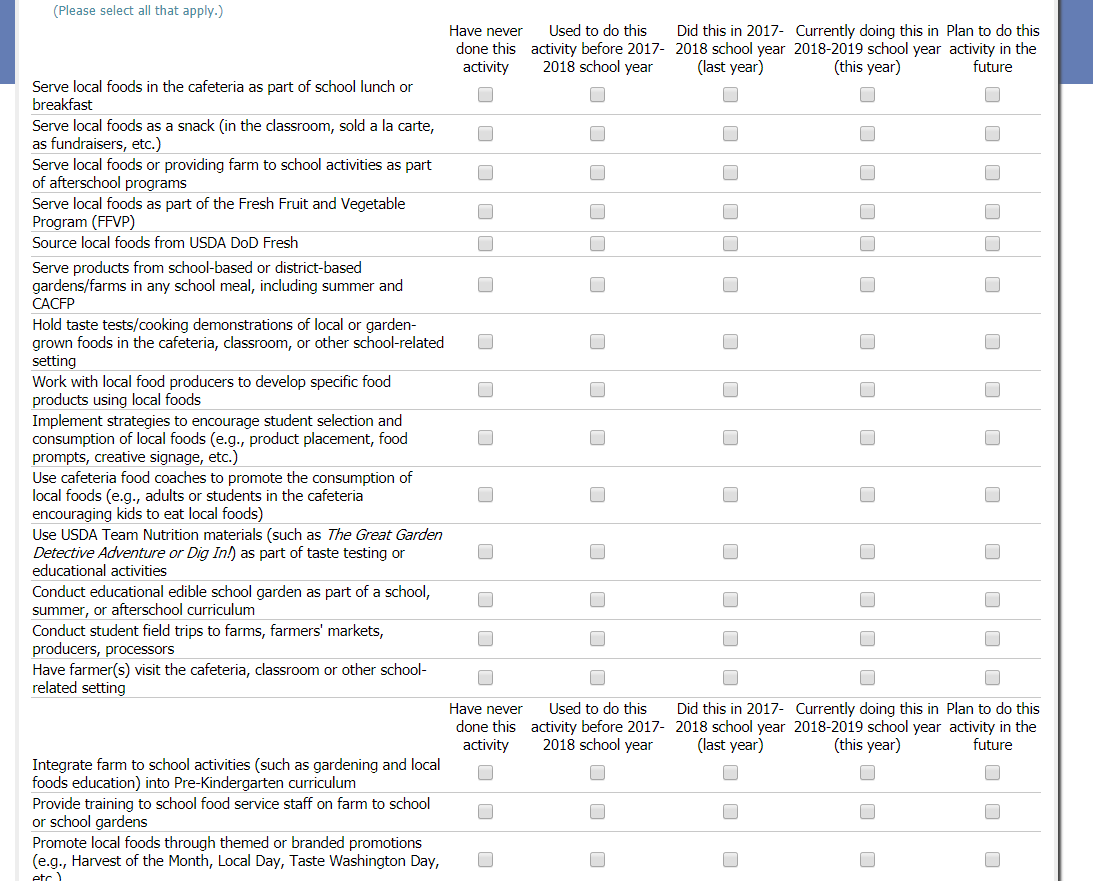 (Please select all that apply.)
Have never Used to do this Did this in 2017- Currently doing this in Plan to do this
done this activity before 2017- 2018 school year 2018-2019 school year activity in the
activity 2018 school year (last year) (this year) future
Serve local foods in the cafeteria as part of school lunch or
breakfast
Serve local foods as a snack (in the classroom, sold a la carte,
as fundraisers, etc.)
Serve local foods or providing farm to school activities as part
of afterschool programs
Serve local foods as part of the Fresh Fruit and Vegetable
Program (FFVP)
Source local foods from USDA DoD Fresh
Serve products from school-based or district-based
gardens/farms in any school meal, including summer and
CACFP
Hold taste tests/cooking demonstrations of local or garden-
grown foods in the cafeteria, classroom, or other school-related
setting
Work with local food producers to develop specific food
products using local foods
Implement strategies to encourage student selection and
consumption of local foods (e.g., product placement, food
prompts, creative signage, etc.)
Use cafeteria food coaches to promote the consumption of
local foods (e.g., adults or students in the cafeteria
encouraging kids to eat local foods)
Use USDA Team Nutrition materials (such as The Great Garden
Detective Adventure or Dig In!) as part of taste testing or
educational activities
Conduct educational edible school garden as part of a school,
summer, or afterschool curriculum
Conduct student field trips to farms, farmers' markets,
producers, processors
Have farmer(s) visit the cafeteria, classroom or other school-
related setting
Have never Used to do this Did this in 2017- Currently doing this in Plan to do this
done this activity before 2017- 2018 school year 2018-2019 school year activity in the
activity 2018 school year (last year) (this year) future
Integrate farm to school activities (such as gardening and local
foods education) into Pre-Kindergarten curriculum
Provide training to school food service staff on farm to school
or school gardens
Promote local foods through themed or branded promotions
(e.g., Harvest of the Month, Local Day, Taste Washington Day,
etc.)